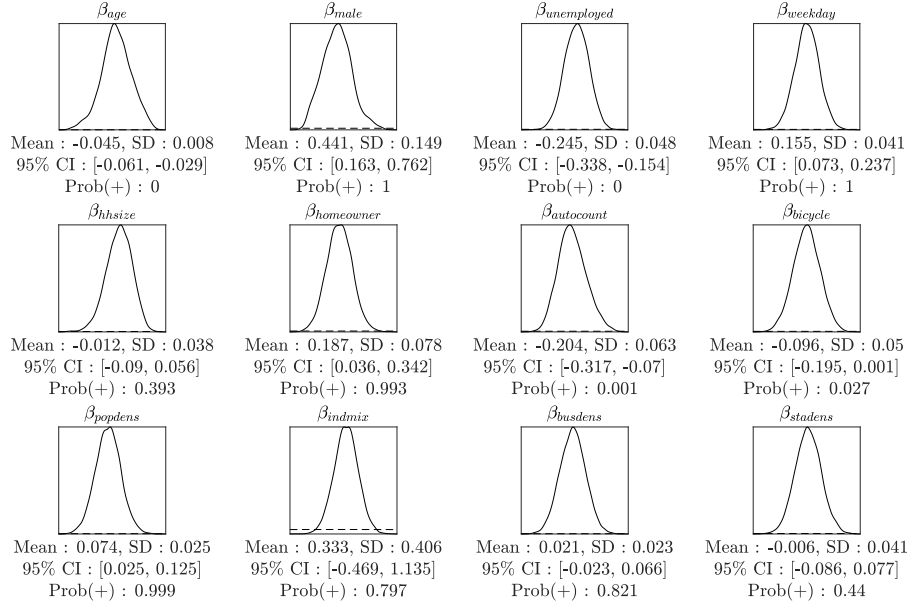 β_age
β_male
β_unemployed
β_weekday
Mean : -0.045, SD : 0.008
95% CI : [-0.061, -0.029]
Prob(+) : 0
Mean : 0.441, SD : 0.149
95% CI : [0.163, 0.762]
Prob(+) : 1
Mean : -0.245, SD : 0.048
95% CI : [-0.338, -0.154]
Prob(+) : 0
Mean : 0.155, SD : 0.041
95% CI : [0.073, 0.237]
Prob(+) : 1
β_hhsize
β_homeowner
β_autocount
β_bicycle
Mean : -0.012, SD : 0.038
95% CI : [-0.09, 0.056]
Prob(+) : 0.393
Mean : 0.187, SD : 0.078
95% CI : [0.036, 0.342]
Prob(+) : 0.993
Mean : -0.204, SD : 0.063
95% CI : [-0.317, -0.07]
Prob(+) : 0.001
Mean : -0.096, SD : 0.05
95% CI : [-0.195, 0.001]
Prob(+) : 0.027
β_popdens
β_indmix
β_busdens
β_stadens
Mean : 0.074, SD : 0.025
95% CI : [0.025, 0.125]
Prob(+) : 0.999
Mean : 0.333, SD : 0.406
95% CI : [-0.469, 1.135]
Prob(+) : 0.797
Mean : 0.021, SD : 0.023
95% CI : [-0.023, 0.066]
Prob(+) : 0.821
Mean : -0.006, SD : 0.041
95% CI : [-0.086, 0.077]
Prob(+) : 0.44